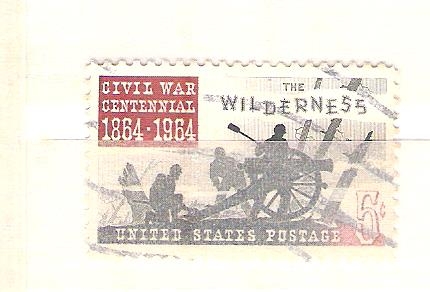 CIVIL WAR
CENTENNIAL
1864-1964
THE
WILDERNESS
5¢
UNITED STATES POSTAGE